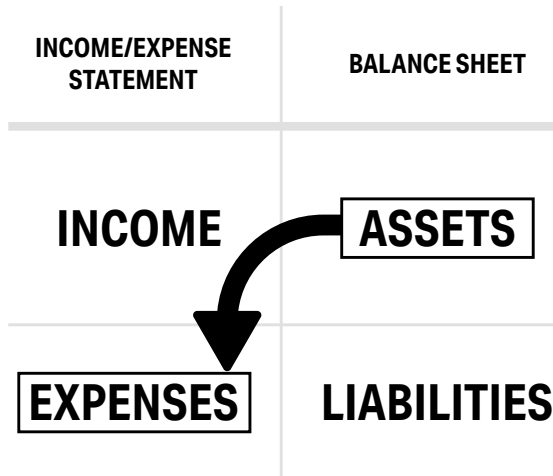 INCOME/EXPENSE
STATEMENT
BALANCE SHEET
INCOME
ASSETS
EXPENSES
LIABILITIES